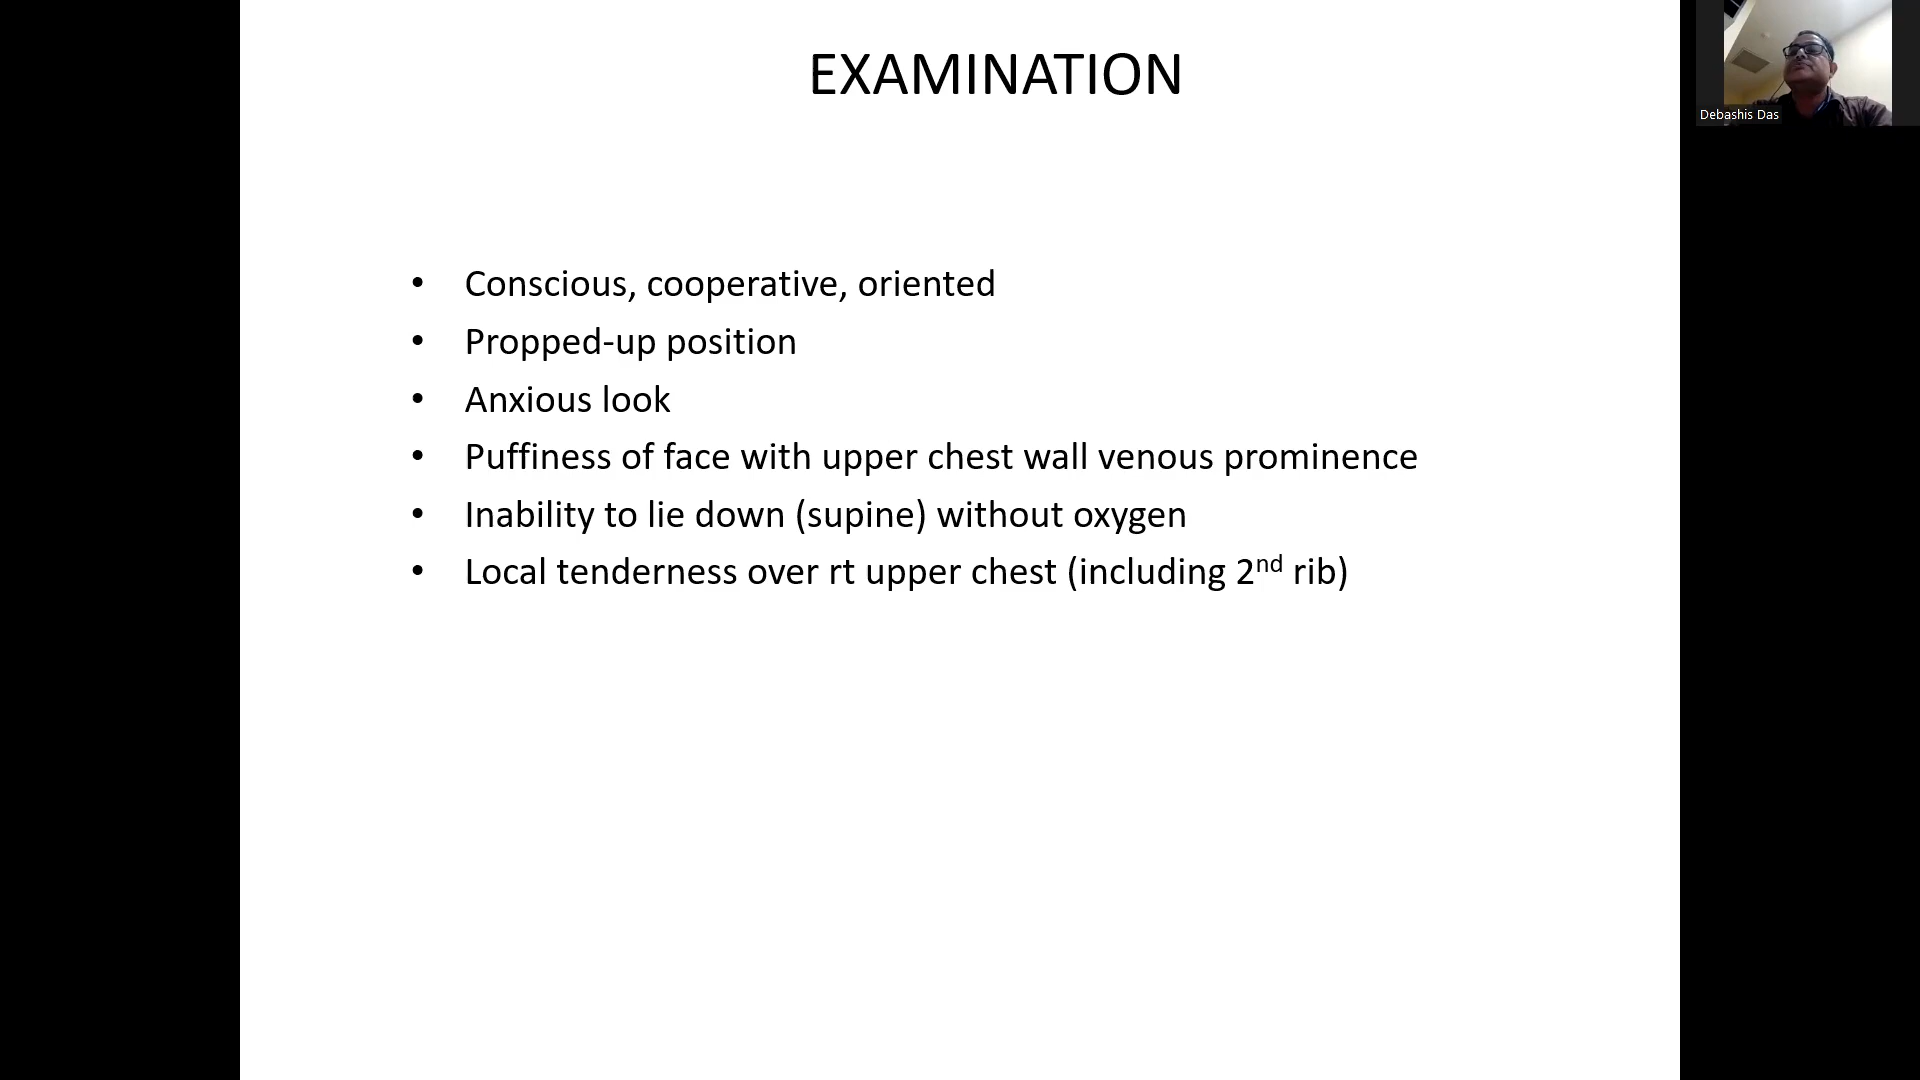 EXAMINATION
Debashis Das
• Conscious, cooperative, oriented
• Propped-up position
• Anxious look
• Puffiness of face with upper chest wall venous prominence
• Inability to lie down (supine) without oxygen
• Local tenderness over rt upper chest (including 2nd rib)